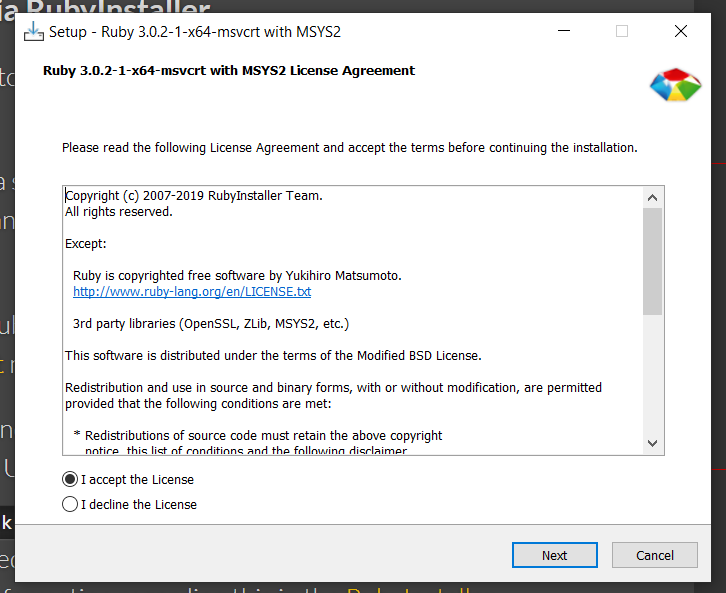 ía RubyInstaller
Setup - Ruby 3.0.2-1-x64-msvcrt with MSYS2
Ruby 3.0.2-1-x64-msvcrt with MSYS2 License Agreement
Please read the following License Agreement and accept the terms before continuing the installation.
Copyright (c) 2007-2019 RubyInstaller Team.
All rights reserved.
Except:
Ruby is copyrighted free software by Yukihiro Matsumoto.
http://www.ruby-lang.org/en/LICENSE.txt
3rd party libraries (OpenSSL, ZLib, MSYS2, etc.)
This software is distributed under the terms of the Modified BSD License.
Redistribution and use in source and binary forms, with or without modification, are permitted
provided that the following conditions are met:
* Redistributions of source code must retain the above copyright
notice, this list of conditions and the following disclaimer
I accept the License
I decline the License
Next
Cancel